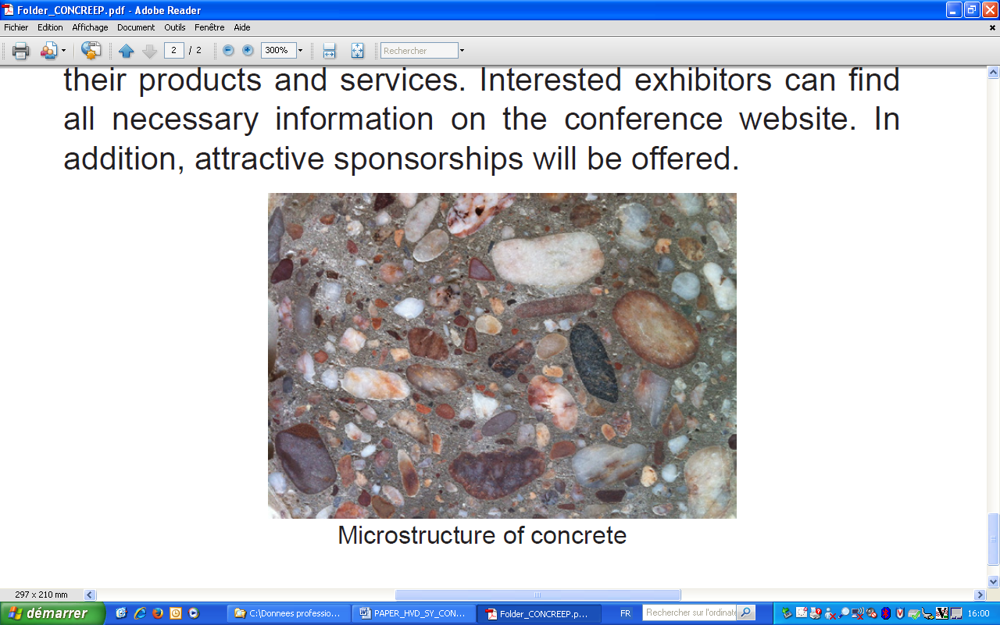 Folder_CONCREEP.pdf - Adobe Reader
Fichier Edition Affichage Document Outils Fenêtre Aide
2 / 2 300% Rechercher
their products and services. Interested exhibitors can find
all necessary information on the conference website. In
addition, attractive sponsorships will be offered.
Microstructure of concrete
297 x 210 mm
démarrer C:\Donnees professio... PAPER_HVD_SY_CON... Folder_CONCREEP.p... FR Rechercher sur l'ordinate 16:00